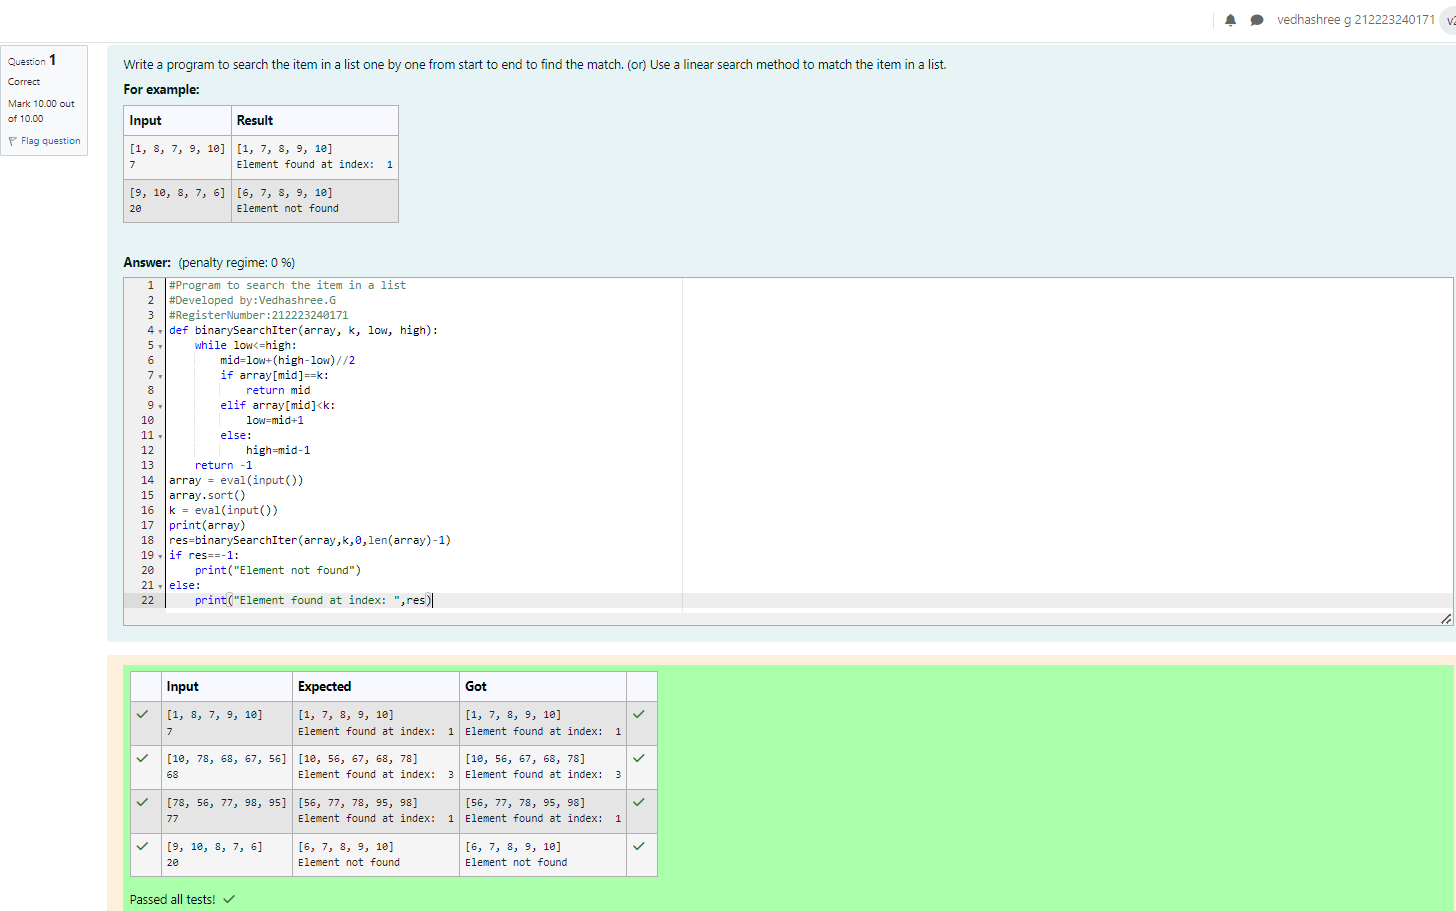 vedhashree g 212223240171
Question 1
Correct
Mark 10.00 out
of 10.00
Flag question
Write a program to search the item in a list one by one from start to end to find the match. (or) Use a linear search method to match the item in a list.
For example:
Input Result
[1, 8, 7, 9, 10] [1, 7, 8, 9, 10]
7 Element found at index:  1
[9, 10, 8, 7, 6] [6, 7, 8, 9, 10]
20 Element not found
Answer: (penalty regime: 0 %)
1 #Program to search the item in a list
2 #Developed by:Vedhashree.G
3 #RegisterNumber:212223240171
4 def binarySearchIter(array, k, low, high):
5     while low<=high:
6         mid=low+(high-low)//2
7         if array[mid]==k:
8             return mid
9         elif array[mid]<k:
10             low=mid+1
11         else:
12             high=mid-1
13     return -1
14 array = eval(input())
15 array.sort()
16 k = eval(input())
17 print(array)
18 res=binarySearchIter(array,k,0,len(array)-1)
19 if res==-1:
20     print("Element not found")
21 else:
22     print("Element found at index: ",res)
Input Expected Got
[1, 8, 7, 9, 10] [1, 7, 8, 9, 10] [1, 7, 8, 9, 10]
7 Element found at index:  1 Element found at index:  1
[10, 78, 68, 67, 56] [10, 56, 67, 68, 78] [10, 56, 67, 68, 78]
68 Element found at index:  3 Element found at index:  3
[78, 56, 77, 98, 95] [56, 77, 78, 95, 98] [56, 77, 78, 95, 98]
77 Element found at index:  1 Element found at index:  1
[9, 10, 8, 7, 6] [6, 7, 8, 9, 10] [6, 7, 8, 9, 10]
20 Element not found Element not found
Passed all tests!